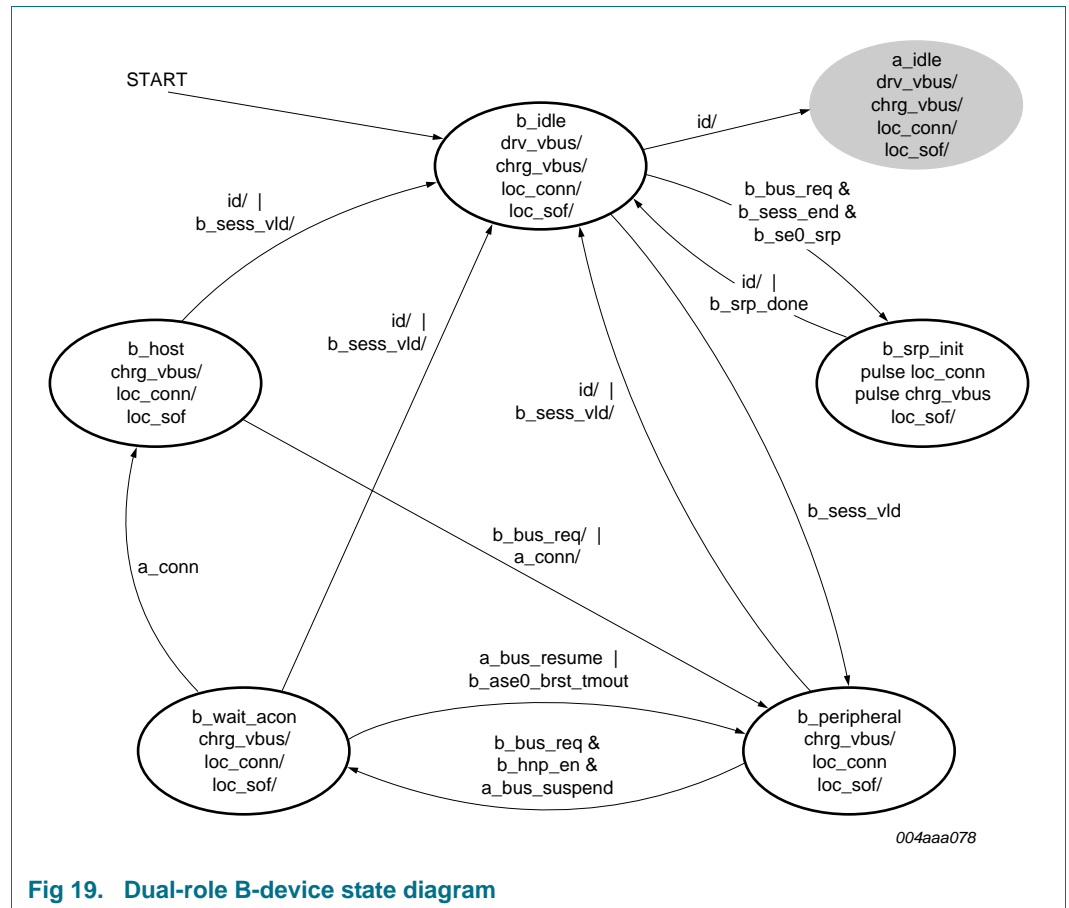 START
a_idle
drv_vbus/
chrg_vbus/
loc_conn/
loc_sof/
b_idle
drv_vbus/
chrg_vbus/
loc_conn/
loc_sof/
id/
b_bus_req &
b_sess_end &
b_se0_srp
id/ |
b_sess_vld/
id/ |
b_srp_done
id/ |
b_sess_vld/
b_host
chrg_vbus/
loc_conn/
loc_sof
b_srp_init
pulse loc_conn
pulse chrg_vbus
loc_sof/
id/ |
b_sess_vld/
b_sess_vld
b_bus_req/ |
a_conn/
a_conn
a_bus_resume |
b_ase0_brst_tmout
b_wait_acon
chrg_vbus/
loc_conn/
loc_sof/
b_bus_req &
b_hnp_en &
a_bus_suspend
b_peripheral
chrg_vbus/
loc_conn
loc_sof/
004aaa078
Fig 19. Dual-role B-device state diagram